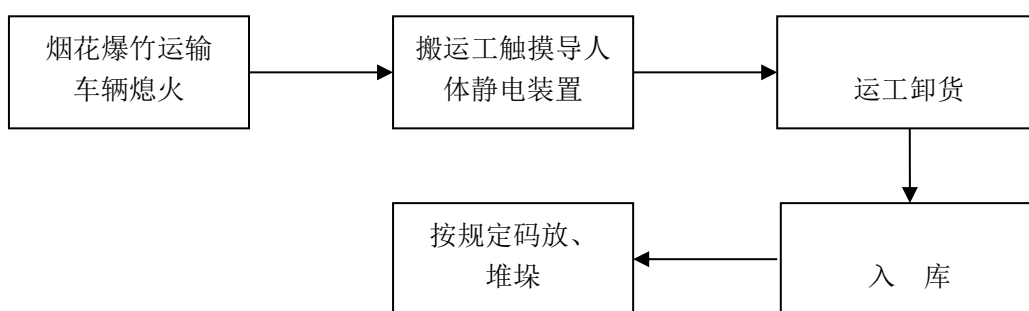 烟花爆竹运输
车辆熄火
搬运工触摸导人
体静电装置
运工卸货
入 库
按规定码放、
堆垛